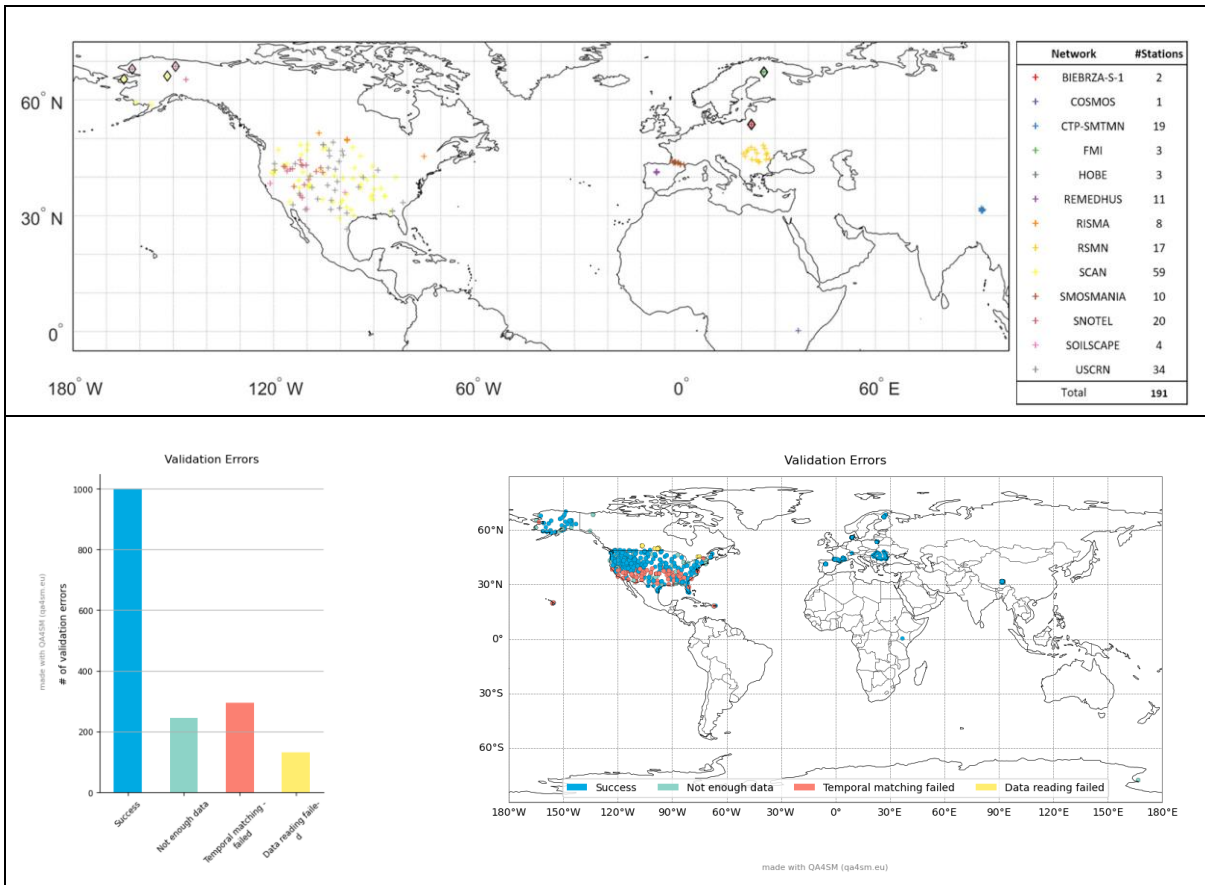 60° N
30° N
0°
180° W
120° W
60° W
0°
60° E
Network #Stations
BIEBRZA-S-1 2
COSMOS 1
CTP-SMTMN 19
FMI 3
HOBE 3
REMEDHUS 11
RISMA 8
RSMN 17
SCAN 59
SMOSMANIA 10
SNOTEL 20
SOILSCAPE 4
USCRN 34
Total 191
Validation Errors
made with QA4SM (qa4sm.eu)
# of validation errors
1000
800
600
400
200
0
Success
Not enough data
Temporal matching -
failed
Data reading faile-
d
Validation Errors
60°N
30°N
0°
30°S
60°S
Success Not enough data Temporal matching failed Data reading failed
180°W 150°W 120°W 90°W 60°W 30°W 0° 30°E 60°E 90°E 120°E 150°E 180°E
made with QA4SM (qa4sm.eu)